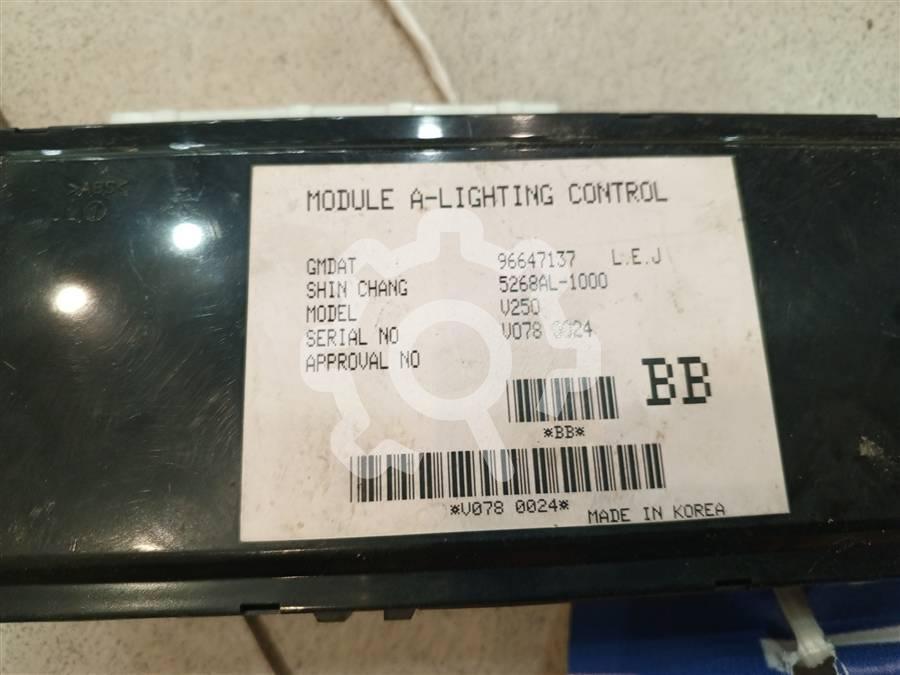 >ABS<
MODULE A-LIGHTING CONTROL
GMDAT 96647137 L.E.J
SHIN CHANG 5268AL-1000
MODEL V250
SERIAL NO V078 0024
APPROVAL NO
BB
*BB*
*V078 0024*
MADE IN KOREA